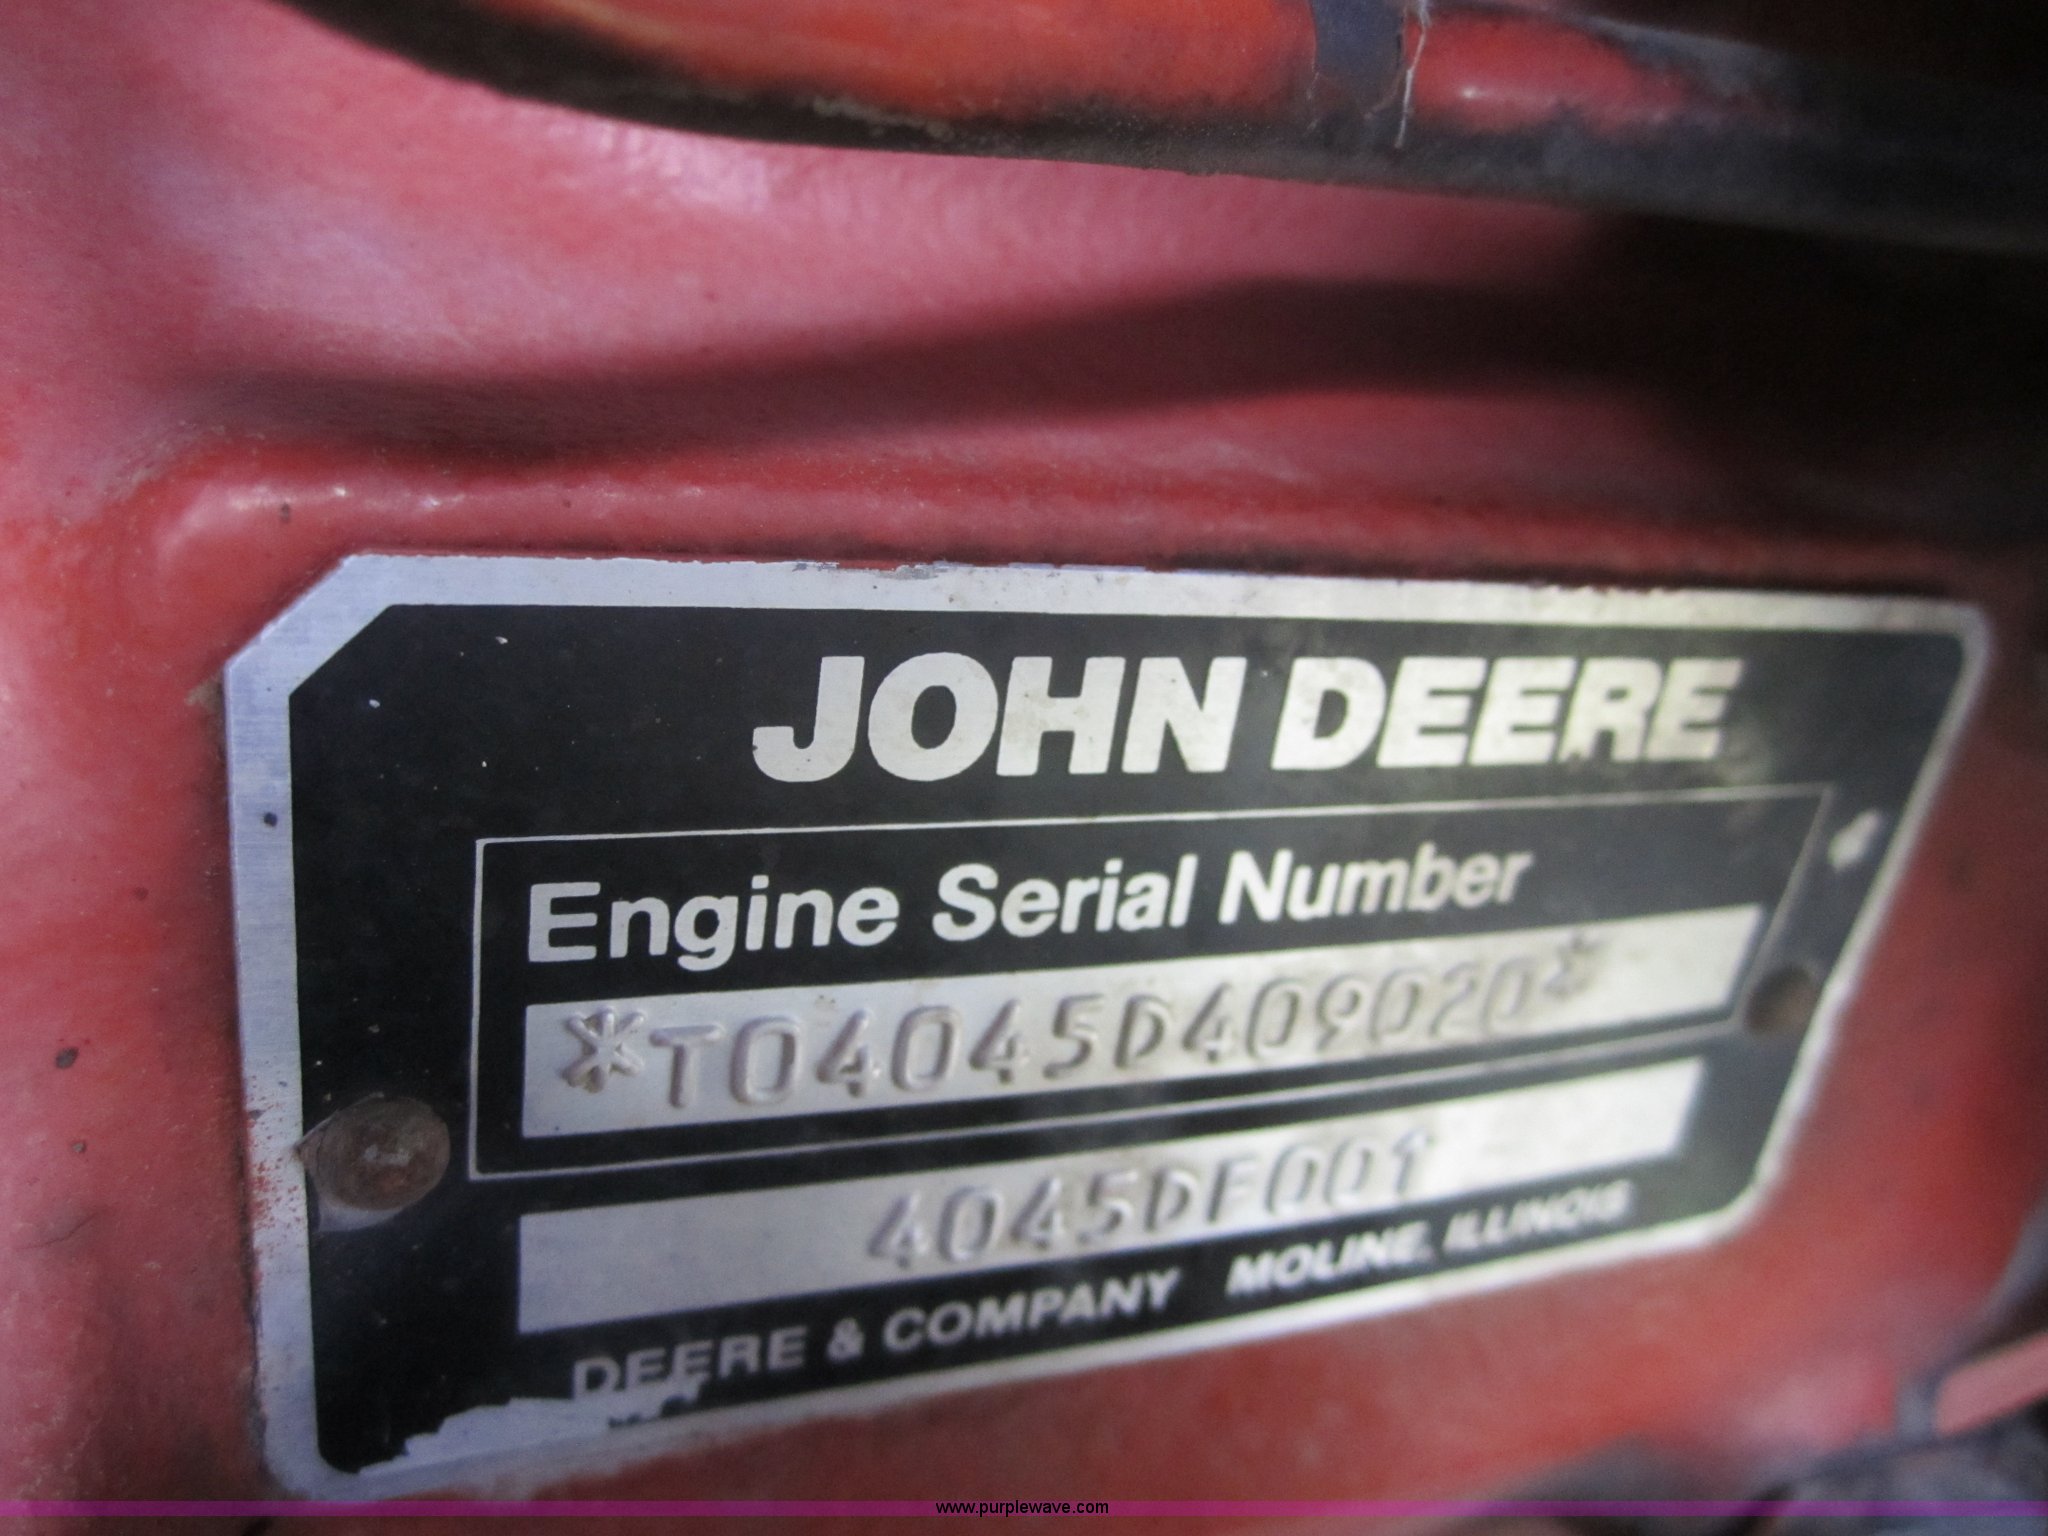 JOHN DEERE
Engine Serial Number
*T04045D409020*
4045DF001
DEERE & COMPANY MOLINE, ILLINOIS
www.purplewave.com